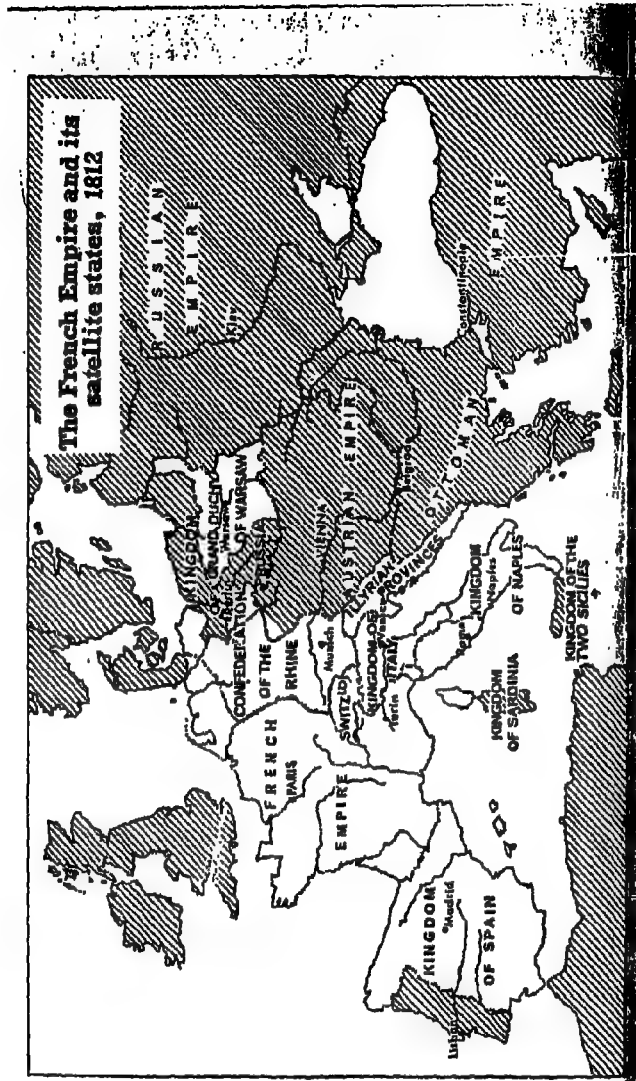 The French Empire and its
satellite states, 1812
RUSSIAN
EMPIRE
Kiev
KINGDOM
OF
PRUSSIA
GRAND DUCHY
OF WARSAW
Warsaw
Berlin
CONFEDERATION
OF THE
RHINE
Munich
VIENNA
AUSTRIAN EMPIRE
FRENCH
EMPIRE
PARIS
SWITZ
KINGDOM OF
ITALY
Turin
ILLYRIAN
PROVINCES
Belgrade
OTTOMAN
EMPIRE
Constantinople
Rome
KINGDOM
OF NAPLES
Naples
KINGDOM OF THE
TWO SICILIES
KINGDOM
OF SARDINIA
KINGDOM
OF SPAIN
Madrid
Lisbon